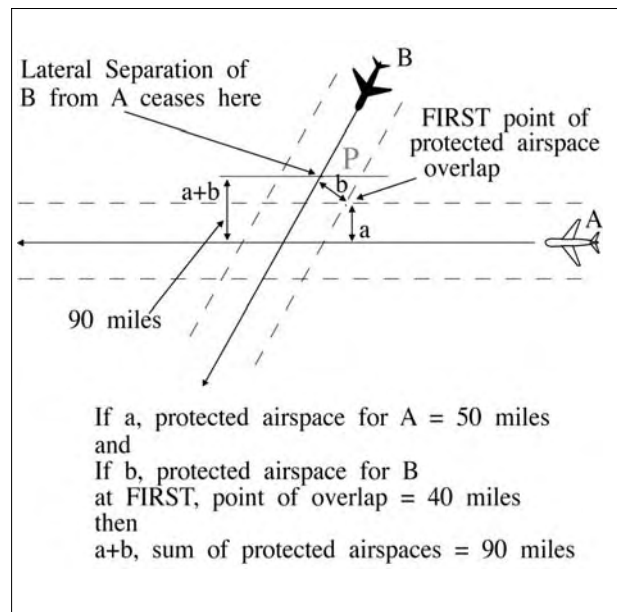 B
Lateral Separation of
B from A ceases here
FIRST point of
protected airspace
overlap
P
b
a+b
a
A
90 miles
If a, protected airspace for A = 50 miles
and
If b, protected airspace for B
at FIRST, point of overlap = 40 miles
then
a+b, sum of protected airspaces = 90 miles